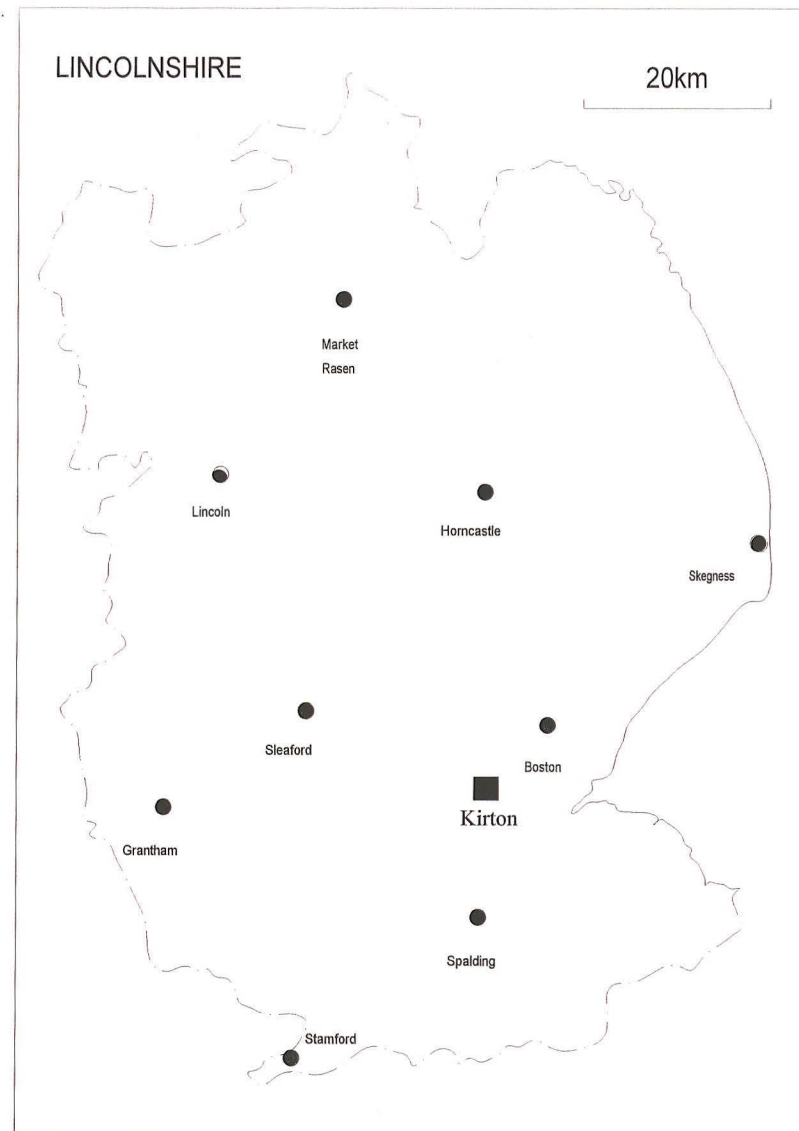 LINCOLNSHIRE
20km
Market
Rasen
Lincoln
Horncastle
Skegness
Sleaford
Boston
Kirton
Grantham
Spalding
Stamford